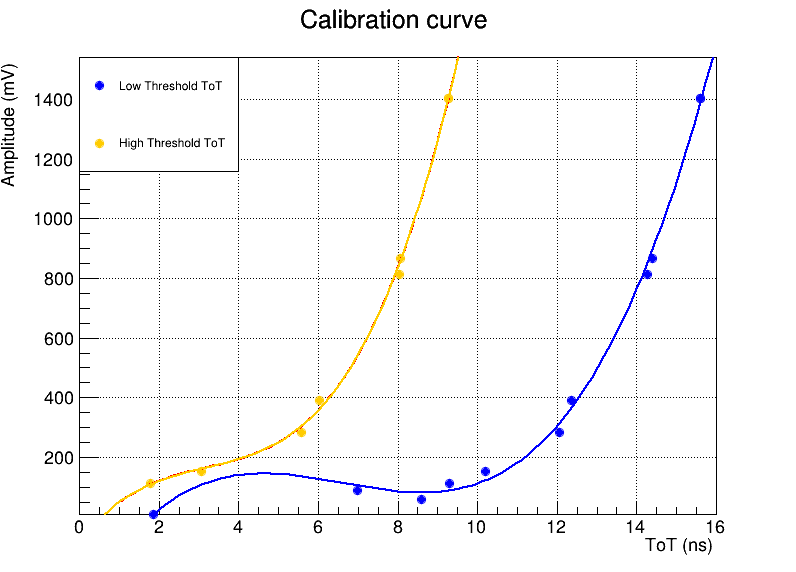 Calibration curve
Amplitude (mV)
Low Threshold ToT
High Threshold ToT
1400
1200
1000
800
600
400
200
0 2 4 6 8 10 12 14 16
ToT (ns)